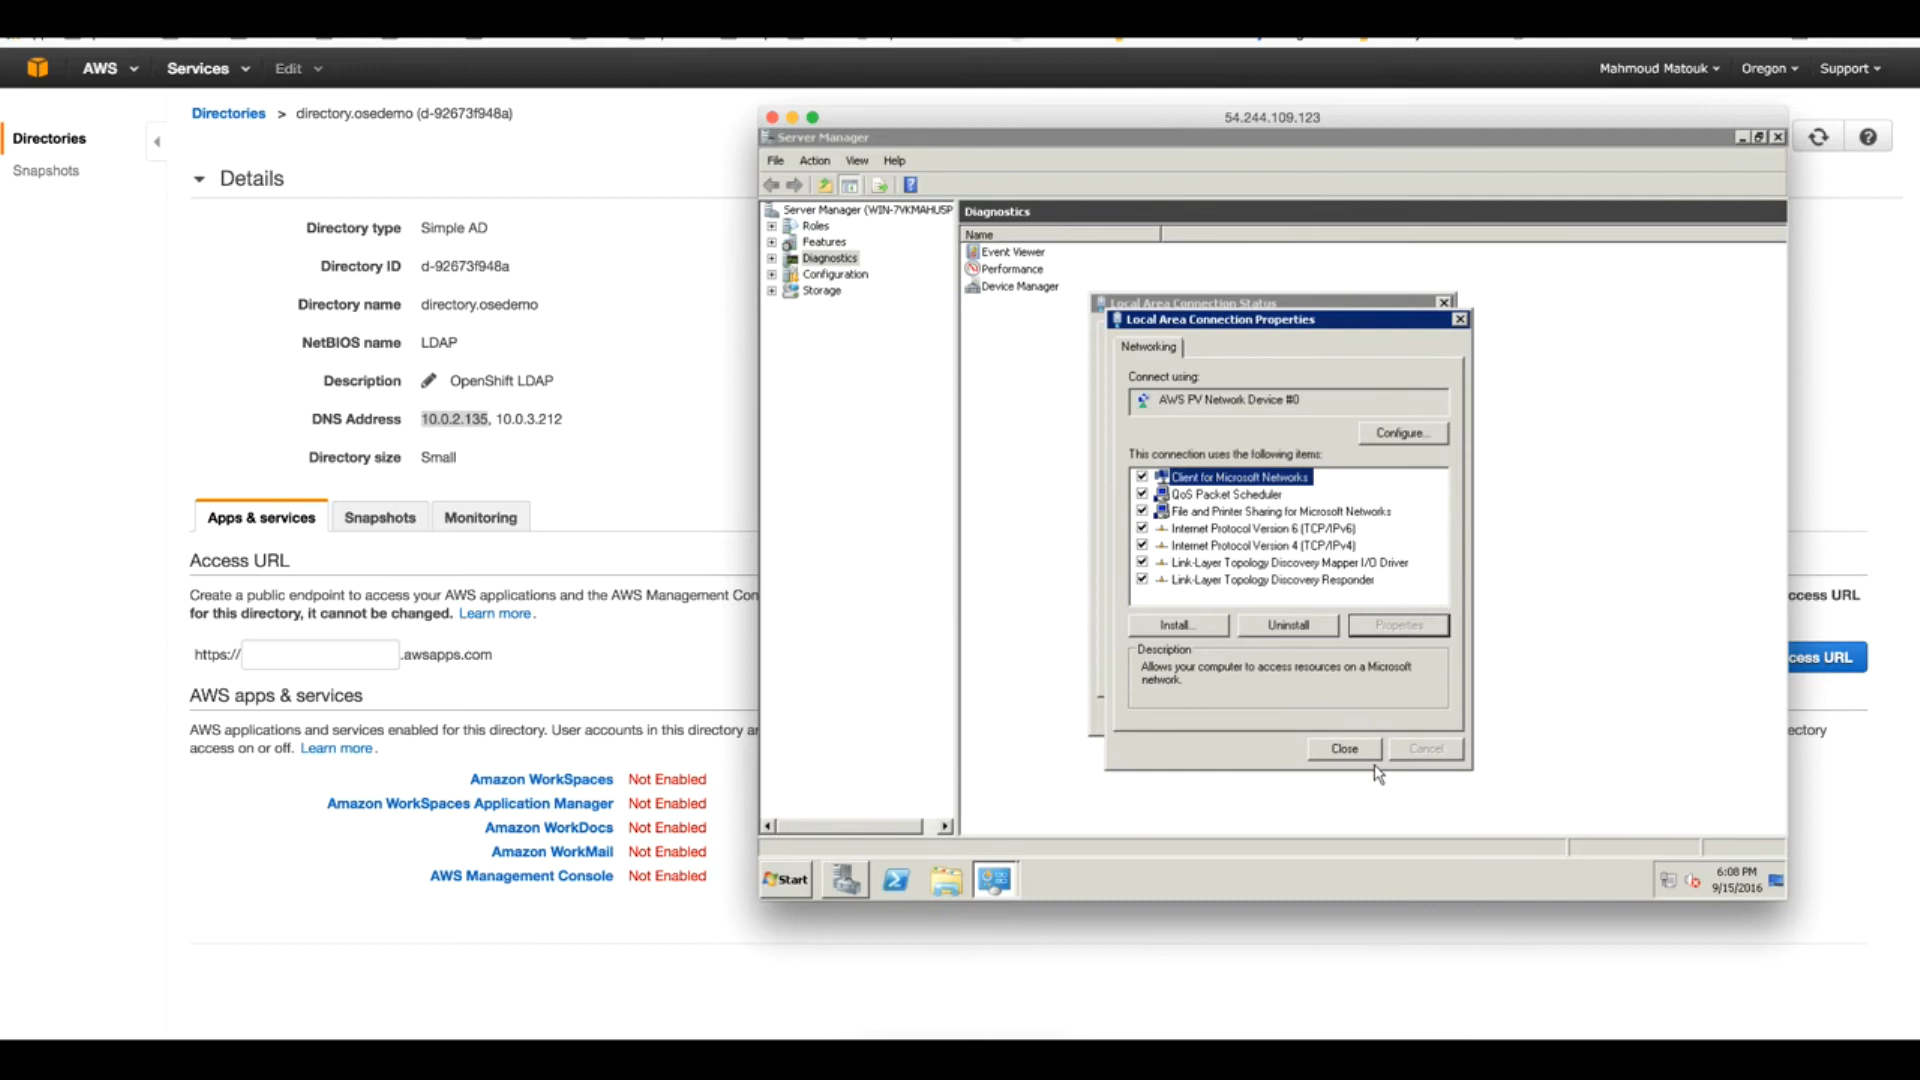 AWS Services Edit Mahmoud Matouk Oregon Support
Directories > directory.osedemo (d-92673f948a)
Directories
Snapshots
Details
Directory type Simple AD
Directory ID d-92673f948a
Directory name directory.osedemo
NetBIOS name LDAP
Description OpenShift LDAP
DNS Address 10.0.2.135, 10.0.3.212
Directory size Small
Apps & services Snapshots Monitoring
Access URL
Create a public endpoint to access your AWS applications and the AWS Management Con
for this directory, it cannot be changed. Learn more.
https:// .awsapps.com
AWS apps & services
AWS applications and services enabled for this directory. User accounts in this directory
access on or off. Learn more.
Amazon WorkSpaces Not Enabled
Amazon WorkSpaces Application Manager Not Enabled
Amazon WorkDocs Not Enabled
Amazon WorkMail Not Enabled
AWS Management Console Not Enabled
54.244.109.123
Server Manager
File Action View Help
Server Manager (WIN-7VKMAHU5P
Roles
Features
Diagnostics
Configuration
Storage
Diagnostics
Name
Event Viewer
Performance
Device Manager
Local Area Connection Status
Local Area Connection Properties
Networking
Connect using:
AWS PV Network Device #0
Configure...
This connection uses the following items:
Client for Microsoft Networks
QoS Packet Scheduler
File and Printer Sharing for Microsoft Networks
Internet Protocol Version 6 (TCP/IPv6)
Internet Protocol Version 4 (TCP/IPv4)
Link-Layer Topology Discovery Mapper I/O Driver
Link-Layer Topology Discovery Responder
Install... Uninstall Properties
Description
Allows your computer to access resources on a Microsoft
network.
Close Cancel
Start
6:08 PM
9/15/2016
ccess URL
cess URL
ectory